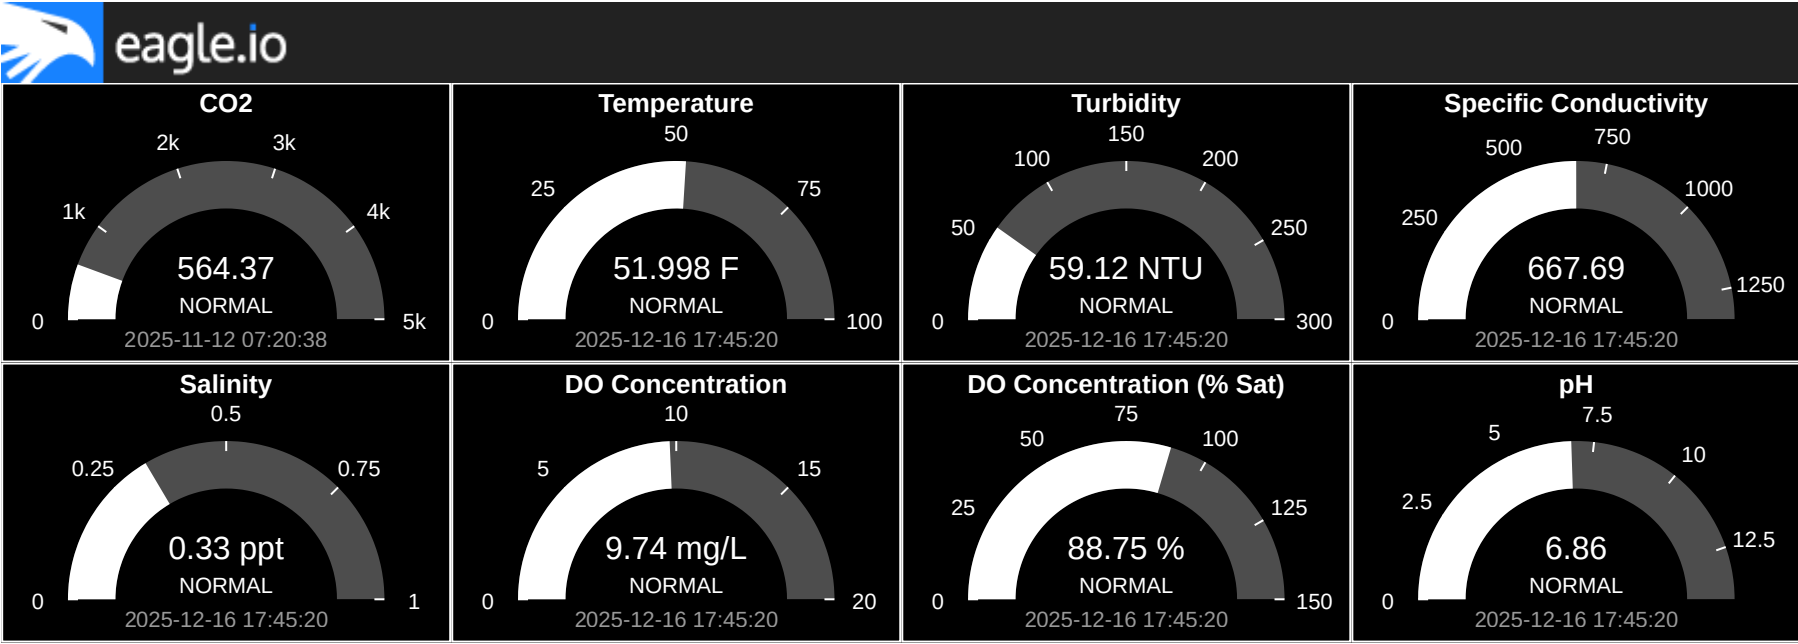 eagle.io
CO2
2k 3k
1k 4k
564.37
NORMAL
0 5k
2025-11-12 07:20:38
Temperature
50
25 75
51.998 F
NORMAL
0 100
2025-12-16 17:45:20
Turbidity
150
100 200
50 250
59.12 NTU
NORMAL
0 300
2025-12-16 17:45:20
Specific Conductivity
750
500
1000
250
1250
667.69
NORMAL
0
2025-12-16 17:45:20
Salinity
0.5
0.25 0.75
0.33 ppt
NORMAL
0 1
2025-12-16 17:45:20
DO Concentration
10
5 15
9.74 mg/L
NORMAL
0 20
2025-12-16 17:45:20
DO Concentration (% Sat)
75
50 100
25 125
88.75 %
NORMAL
0 150
2025-12-16 17:45:20
pH
7.5
5
10
2.5
12.5
6.86
NORMAL
0
2025-12-16 17:45:20